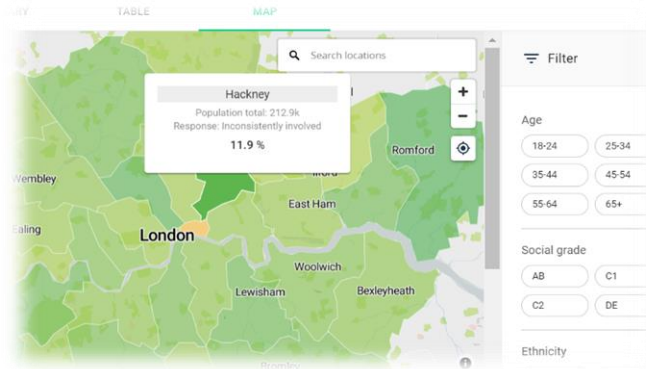 TABLE
MAP
Search locations
Filter
Hackney
Population total: 212.9k
Response: Inconsistently involved
11.9 %
+
−
Age
18-24
25-34
35-44
45-54
55-64
65+
Romford
Wembley
East Ham
Ealing
London
Social grade
AB
C1
C2
DE
Woolwich
Lewisham
Bexleyheath
Ethnicity
Bromley